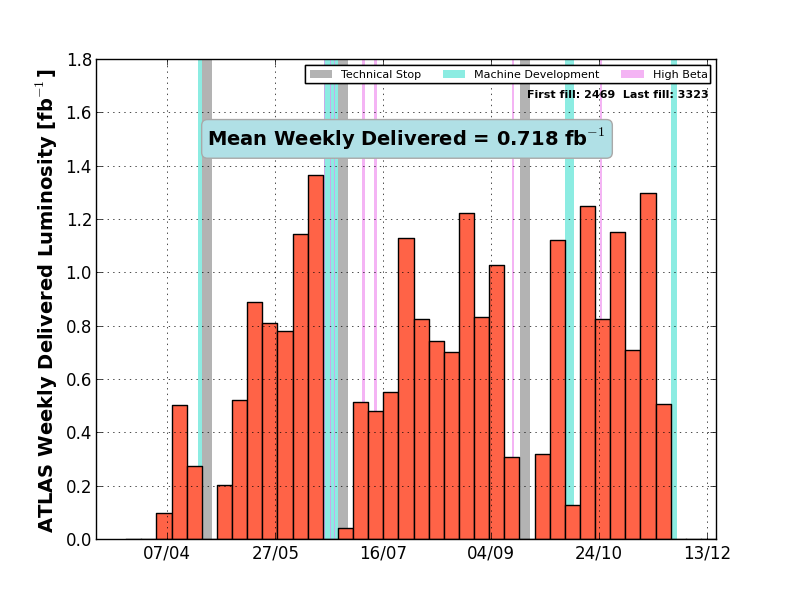 Technical Stop Machine Development High Beta
First fill: 2469 Last fill: 3323
Mean Weekly Delivered = 0.718 fb⁻¹
ATLAS Weekly Delivered Luminosity [fb⁻¹]
1.8
1.6
1.4
1.2
1.0
0.8
0.6
0.4
0.2
0.0
07/04 27/05 16/07 04/09 24/10 13/12